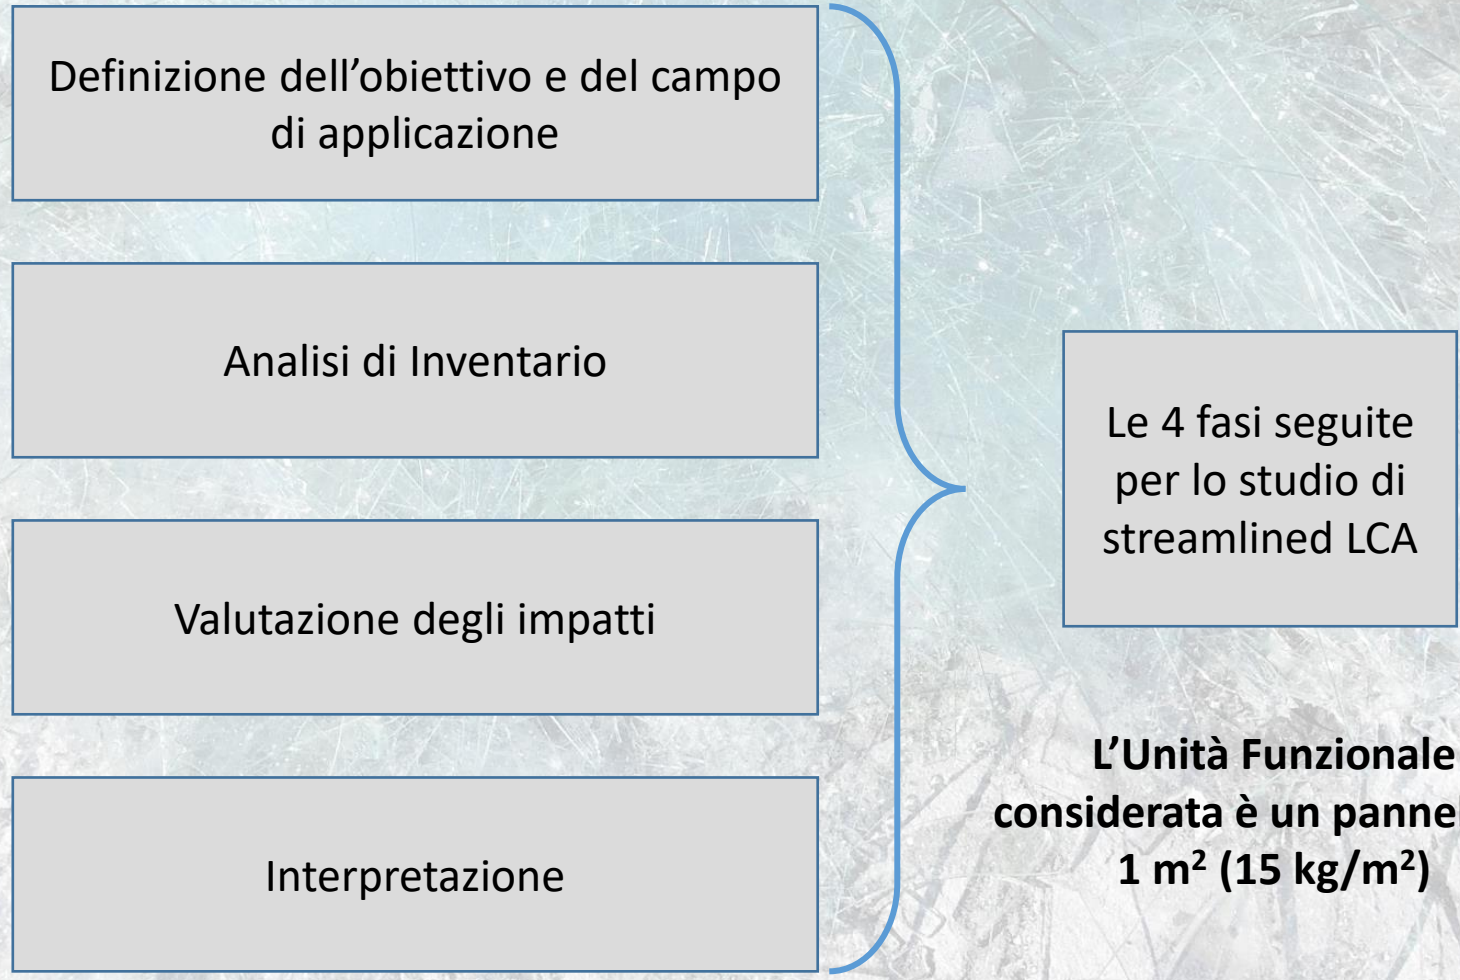 Definizione dell’obiettivo e del campo
di applicazione
Analisi di Inventario
Valutazione degli impatti
Interpretazione
Le 4 fasi seguite
per lo studio di
streamlined LCA
L’Unità Funzionale
considerata è un
1 m² (15 kg/m²)